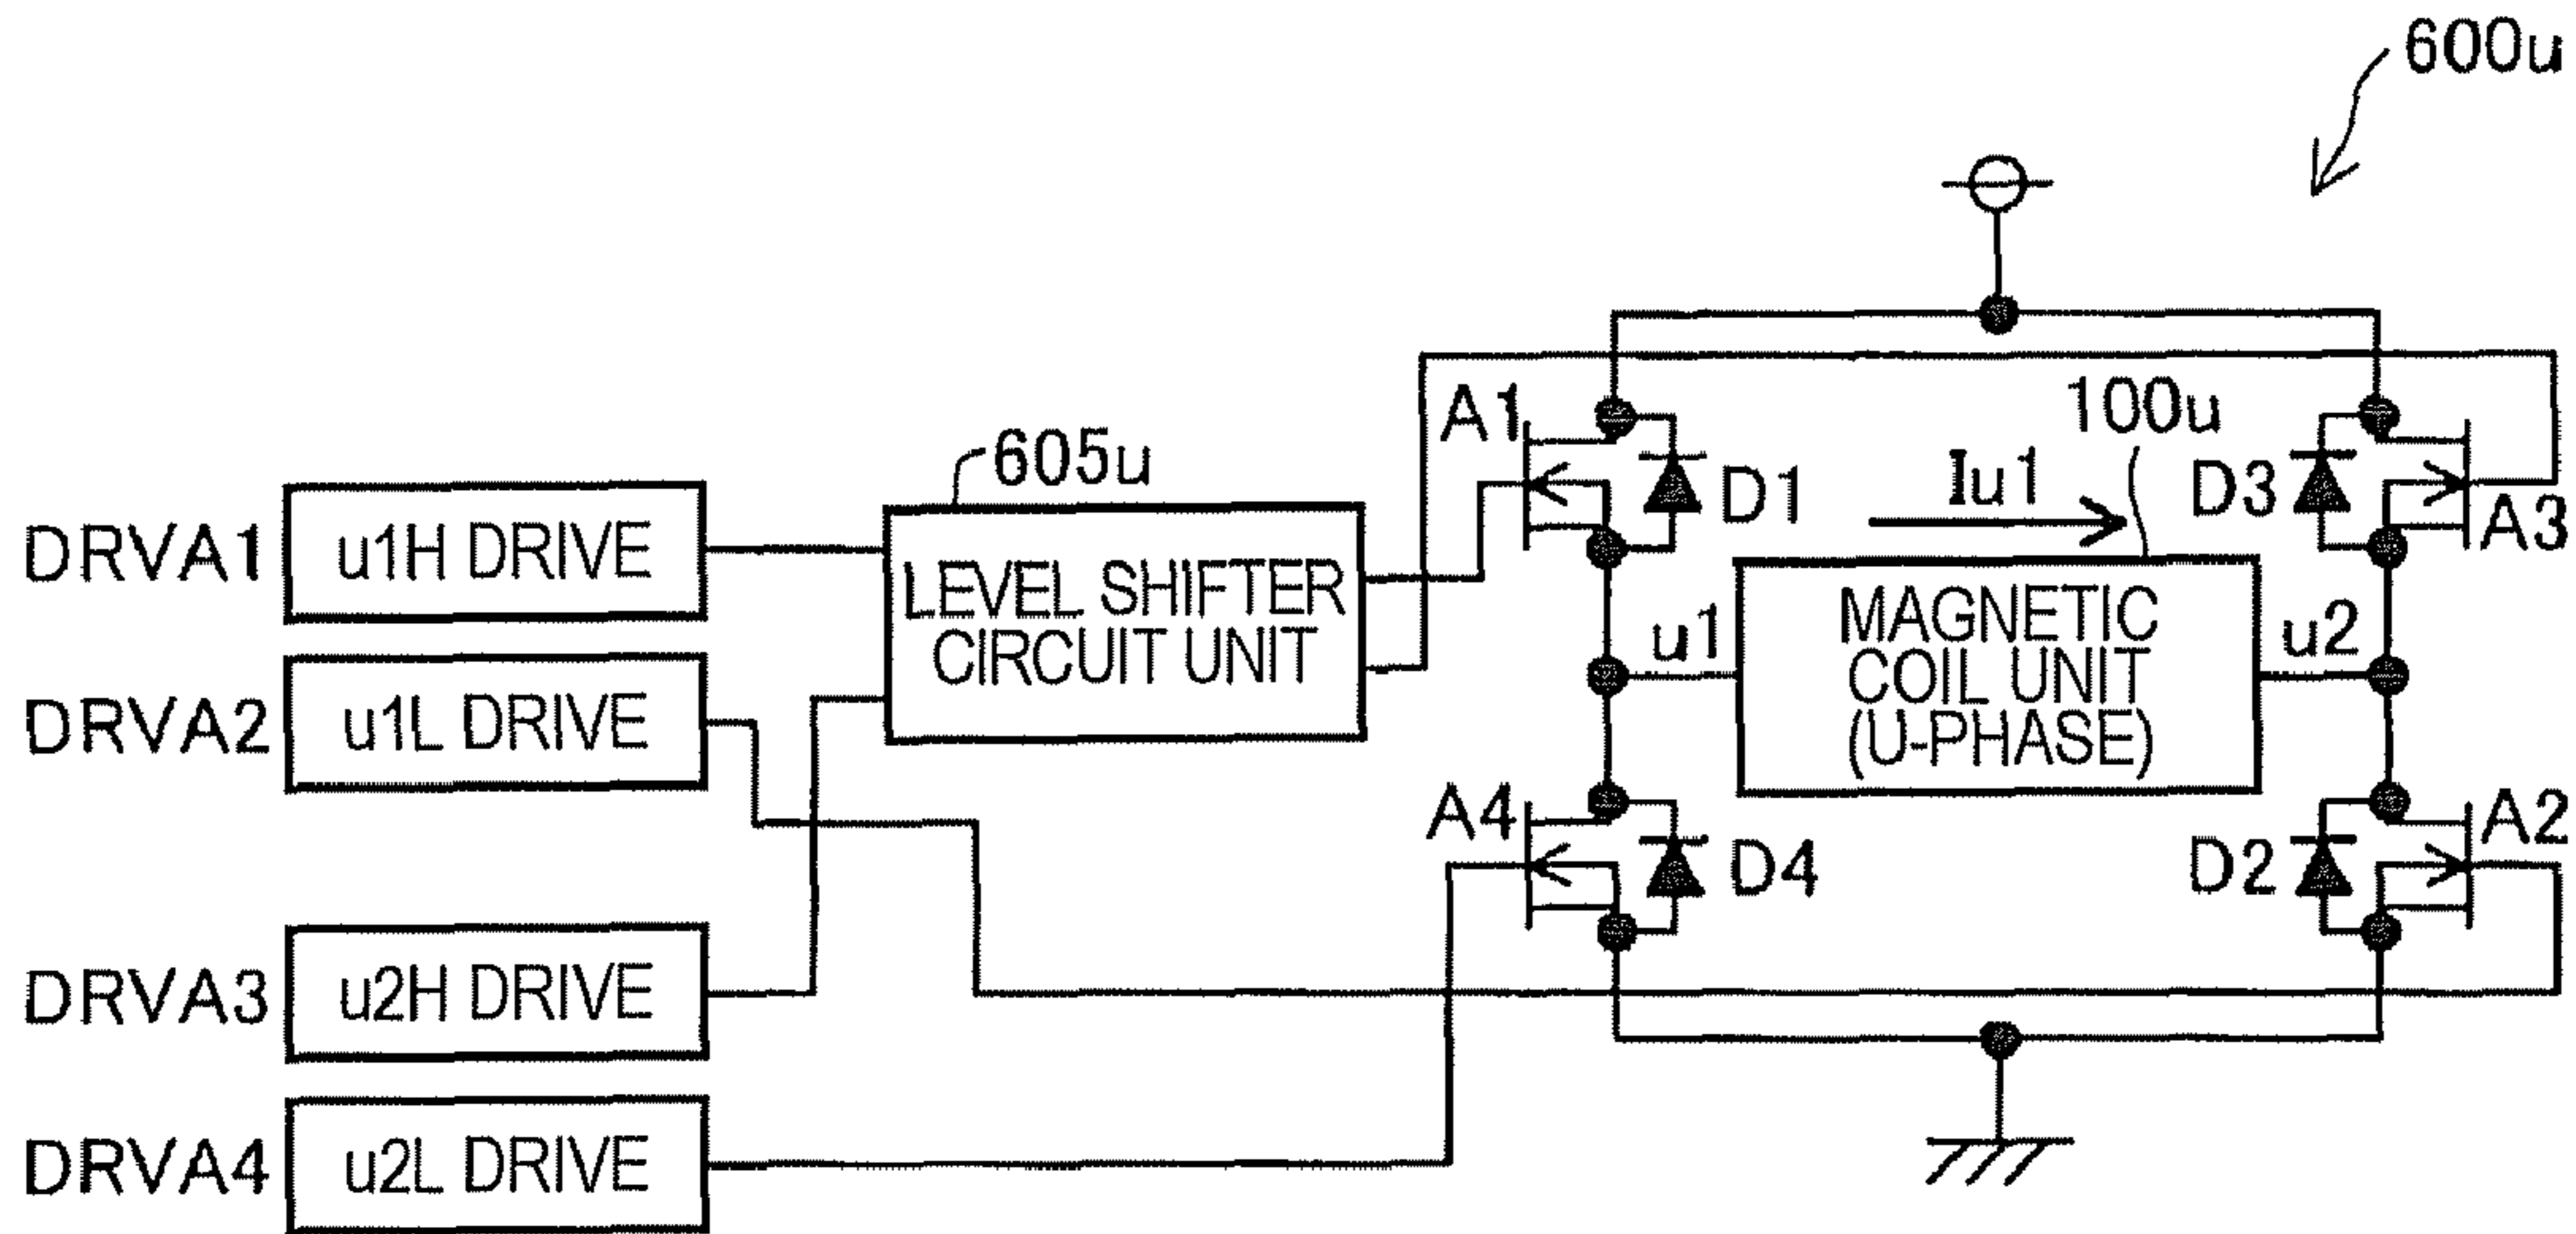 600u
A1
100u
605u
D1
Iu1
D3
A3
DRVA1
u1H DRIVE
LEVEL SHIFTER
CIRCUIT UNIT
u1
MAGNETIC
COIL UNIT
(U-PHASE)
u2
DRVA2
u1L DRIVE
A4
D4
D2
A2
DRVA3
u2H DRIVE
DRVA4
u2L DRIVE